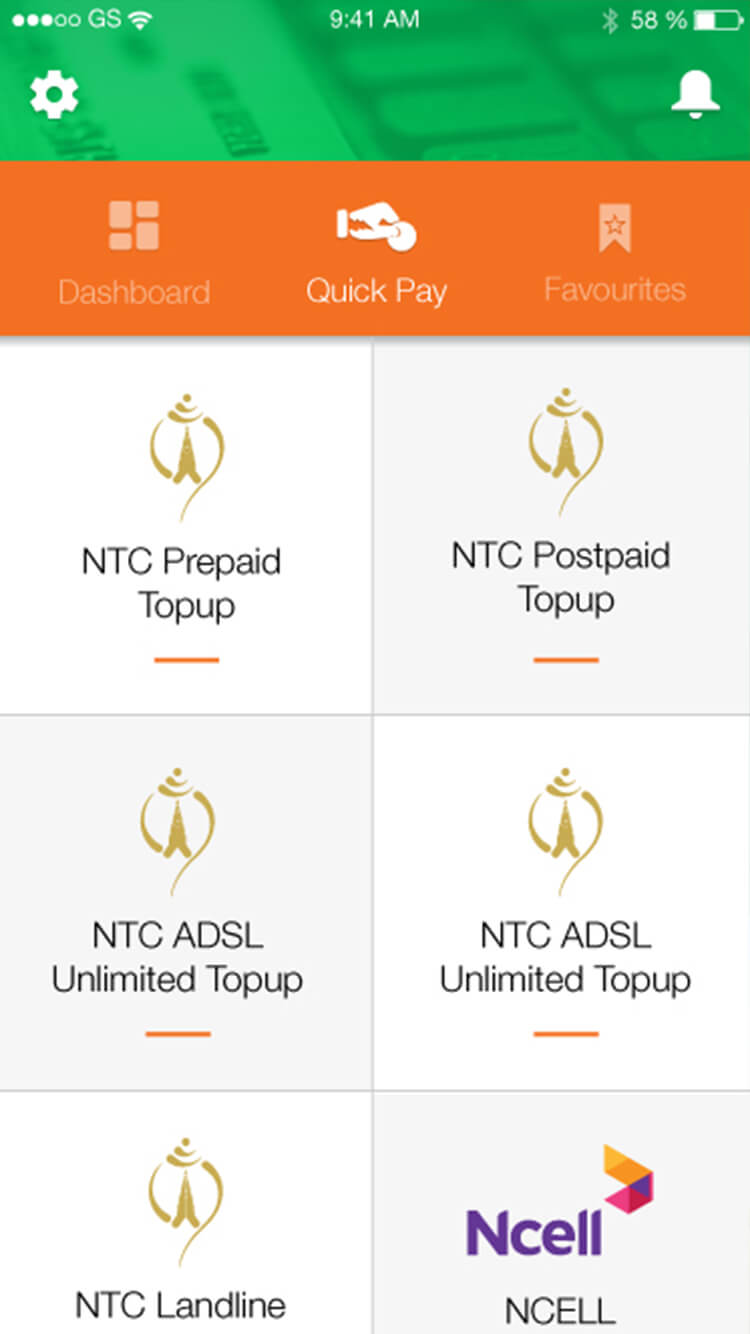 GS 9:41 AM 58 %
Dashboard Quick Pay Favourites
NTC Prepaid
Topup
NTC Postpaid
Topup
NTC ADSL
Unlimited Topup
NTC ADSL
Unlimited Topup
NTC Landline
Ncell
NCELL